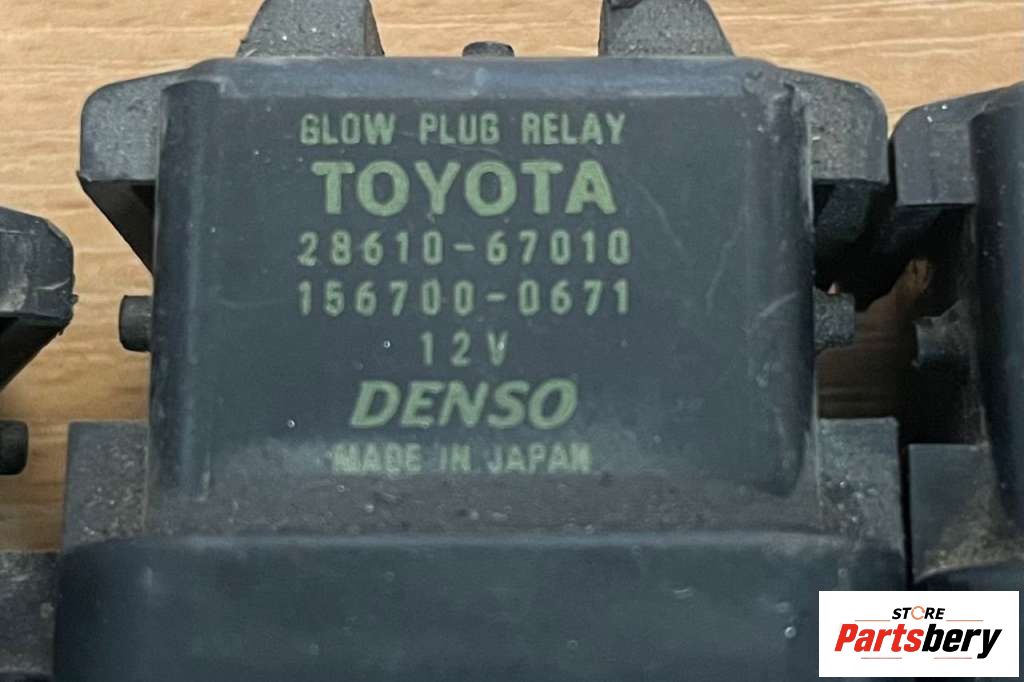 GLOW PLUG RELAY
TOYOTA
28610-67010
156700-0671
12V
DENSO
MADE IN JAPAN
STORE
Partsbery